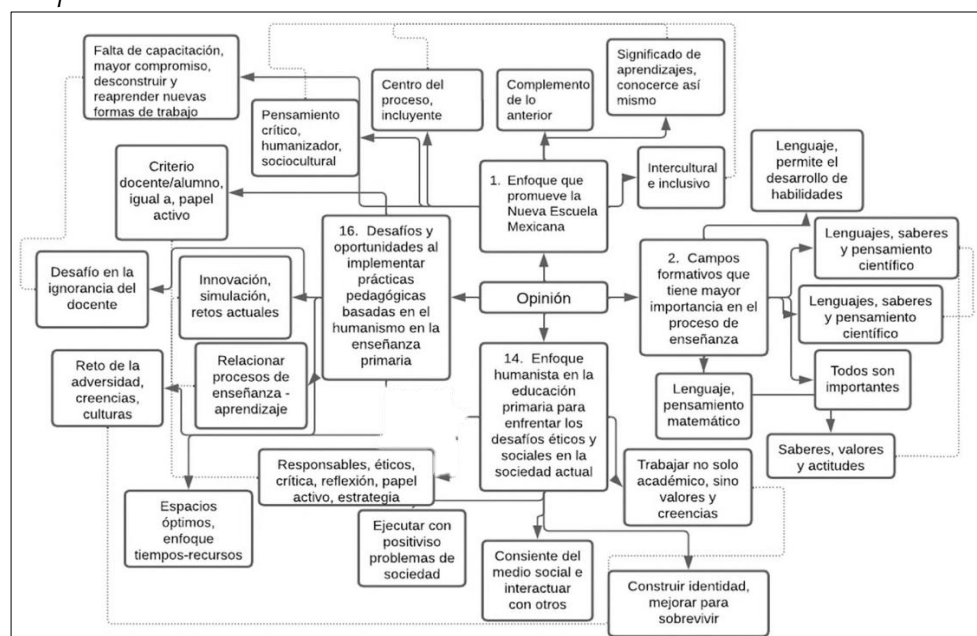 Falta de capacitación,
mayor compromiso,
desconstruir y
reaprender nuevas
formas de trabajo
Centro del
proceso,
incluyente
Complemento
de lo
anterior
Significado de
aprendizajes,
conocerce así
mismo
Pensamiento
crítico,
humanizador,
sociocultural
Lenguaje,
permite el
desarrollo de
habilidades
Criterio
docente/alumno,
igual a, papel
activo
1. Enfoque que
promueve la
Nueva Escuela
Mexicana
Intercultural
e inclusivo
16. Desafíos y
oportunidades al
implementar
prácticas
pedagógicas
basadas en el
humanismo en la
enseñanza
primaria
Lenguajes, saberes
y pensamiento
científico
Desafío en la
ignorancia del
docente
Innovación,
simulación,
retos actuales
Opinión
2. Campos
formativos que
tiene mayor
importancia en el
proceso de
enseñanza
Lenguajes, saberes
y pensamiento
científico
Reto de la
adversidad,
creencias,
culturas
Relacionar
procesos de
enseñanza -
aprendizaje
14. Enfoque
humanista en la
educación
primaria para
enfrentar los
desafíos éticos y
sociales en la
sociedad actual
Lenguaje,
pensamiento
matemático
Todos son
importantes
Saberes, valores
y actitudes
Responsables, éticos,
crítica, reflexión, papel
activo, estrategia
Trabajar no solo
académico, sino
valores y
creencias
Espacios
óptimos,
enfoque
tiempos-recursos
Ejecutar con
positiviso
problemas de
sociedad
Consiente del
medio social e
interactuar
con otros
Construir identidad,
mejorar para
sobrevivir